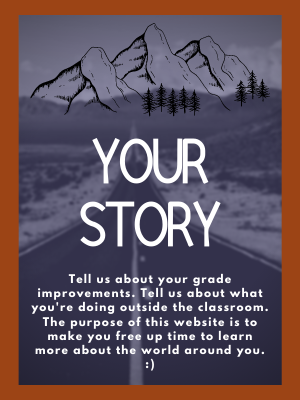 YOUR
STORY
Tell us about your grade
improvements. Tell us about what
you're doing outside the classroom.
The purpose of this website is to
make you free up time to learn
more about the world around you.
:)